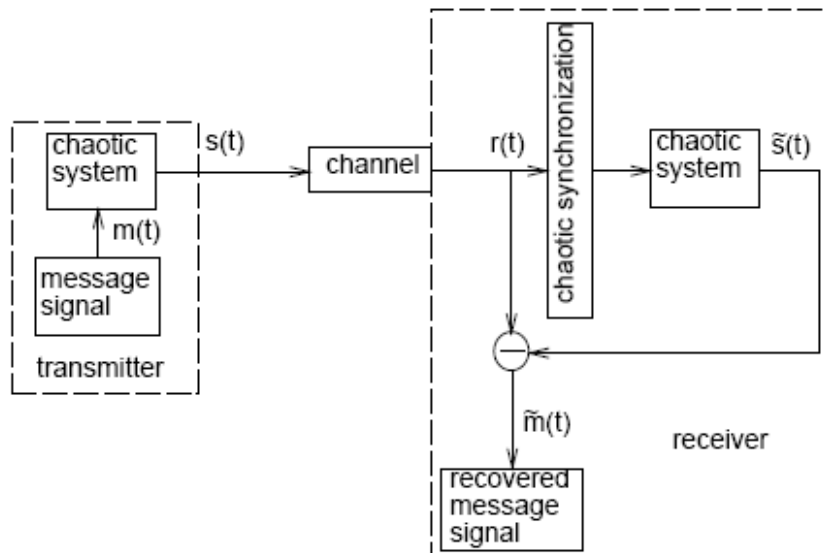 chaotic
system
s(t)
m(t)
message
signal
transmitter
channel
r(t)
chaotic synchronization
chaotic
system
s̃(t)
m̃(t)
recovered
message
signal
receiver